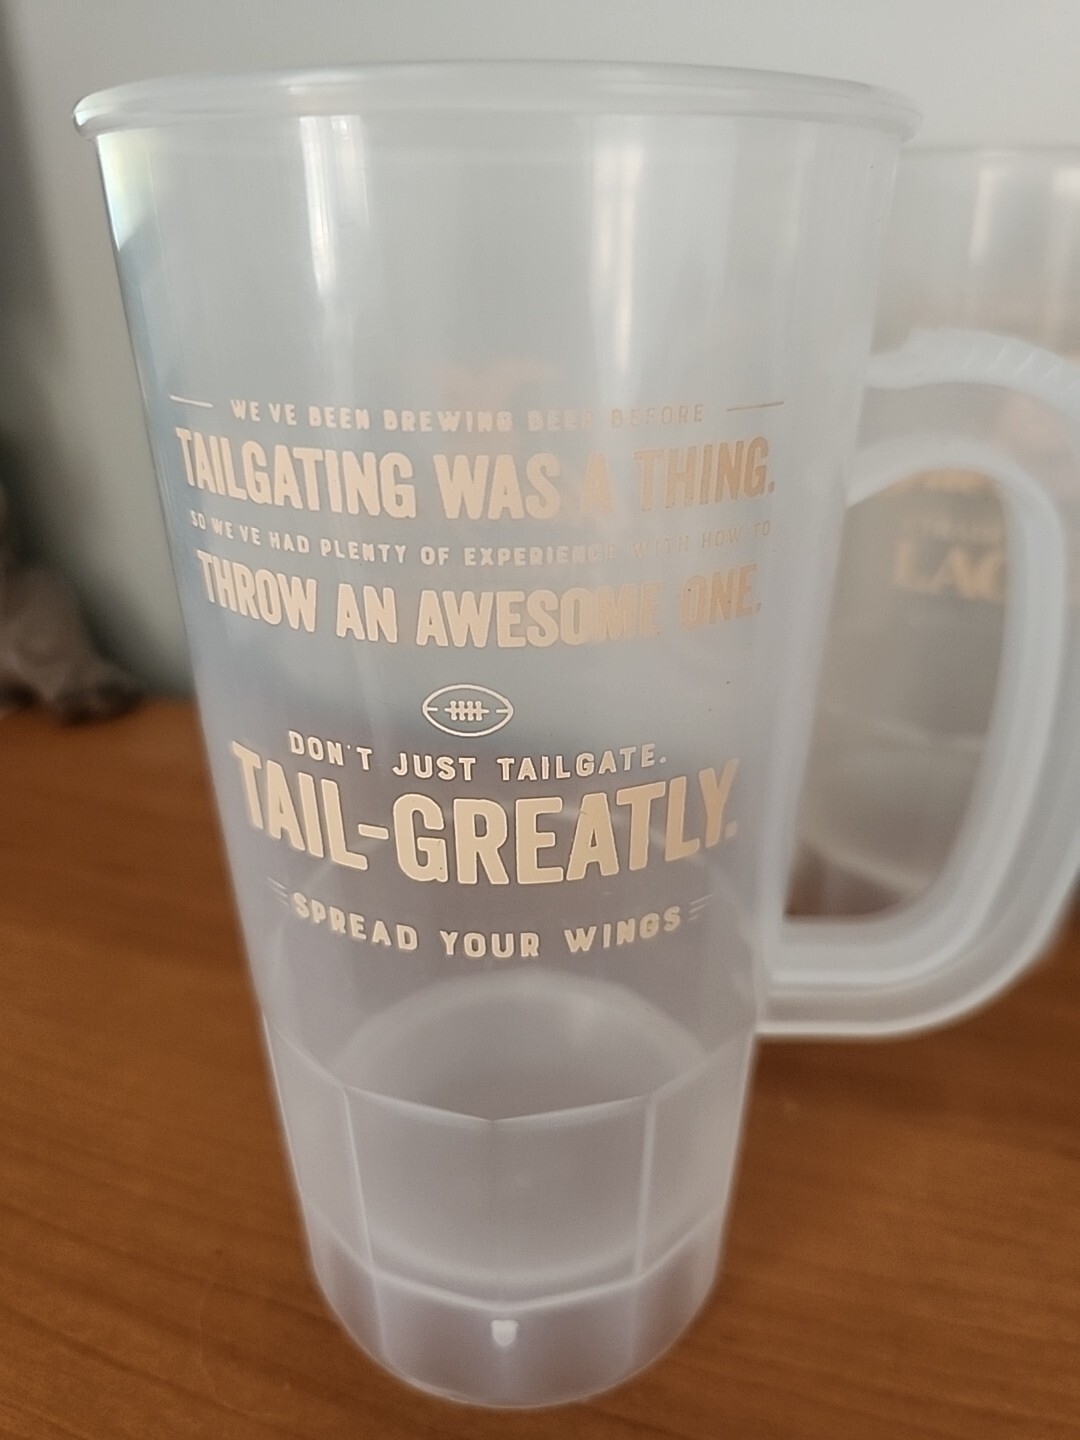 WE'VE BEEN BREWING BEER BEFORE
TAILGATING WAS A THING.
SO WE'VE HAD PLENTY OF EXPERIENCE WITH HOW TO
THROW AN AWESOME ONE.
DON'T JUST TAILGATE.
TAIL-GREATLY.
SPREAD YOUR WINGS
LAG